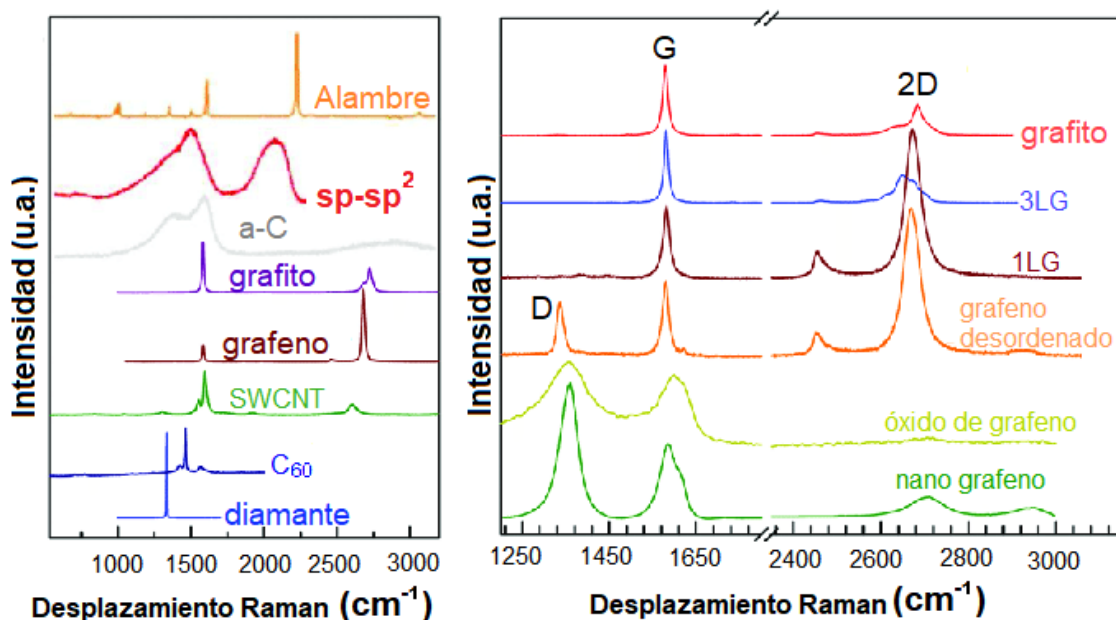 Intensidad (u.a.)
Alambre
sp-sp²
a-C
grafito
grafeno
SWCNT
C₆₀
diamante
1000 1500 2000 2500 3000
Desplazamiento Raman (cm⁻¹)
Intensidad (u.a.)
G
2D
D
grafito
3LG
1LG
grafeno
desordenado
óxido de grafeno
nano grafeno
1250 1450 1650 2400 2600 2800 3000
Desplazamiento Raman (cm⁻¹)